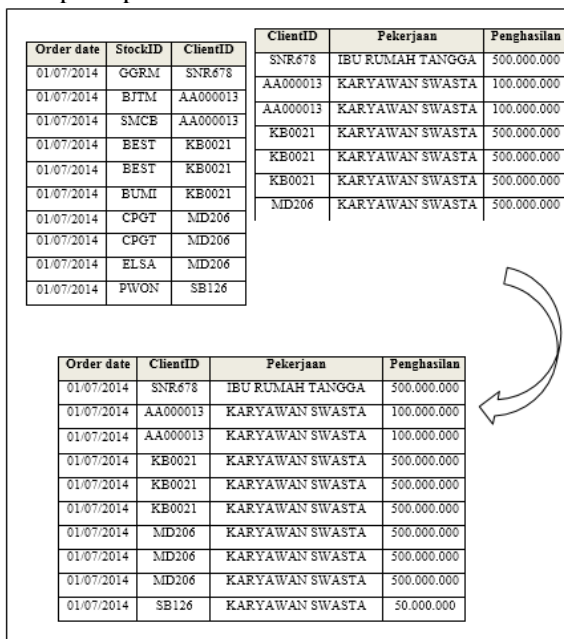 Order date StockID ClientID
01/07/2014 GGRM SNR678
01/07/2014 BJTM AA000013
01/07/2014 SMCB AA000013
01/07/2014 BEST KB0021
01/07/2014 BEST KB0021
01/07/2014 BUMI KB0021
01/07/2014 CPGT MD206
01/07/2014 CPGT MD206
01/07/2014 ELSA MD206
01/07/2014 PWON SB126
ClientID Pekerjaan Penghasilan
SNR678 IBU RUMAH TANGGA 500.000.000
AA000013 KARYAWAN SWASTA 100.000.000
AA000013 KARYAWAN SWASTA 100.000.000
KB0021 KARYAWAN SWASTA 500.000.000
KB0021 KARYAWAN SWASTA 500.000.000
KB0021 KARYAWAN SWASTA 500.000.000
MD206 KARYAWAN SWASTA 500.000.000
Order date ClientID Pekerjaan Penghasilan
01/07/2014 SNR678 IBU RUMAH TANGGA 500.000.000
01/07/2014 AA000013 KARYAWAN SWASTA 100.000.000
01/07/2014 AA000013 KARYAWAN SWASTA 100.000.000
01/07/2014 KB0021 KARYAWAN SWASTA 500.000.000
01/07/2014 KB0021 KARYAWAN SWASTA 500.000.000
01/07/2014 KB0021 KARYAWAN SWASTA 500.000.000
01/07/2014 MD206 KARYAWAN SWASTA 500.000.000
01/07/2014 MD206 KARYAWAN SWASTA 500.000.000
01/07/2014 MD206 KARYAWAN SWASTA 500.000.000
01/07/2014 SB126 KARYAWAN SWASTA 50.000.000